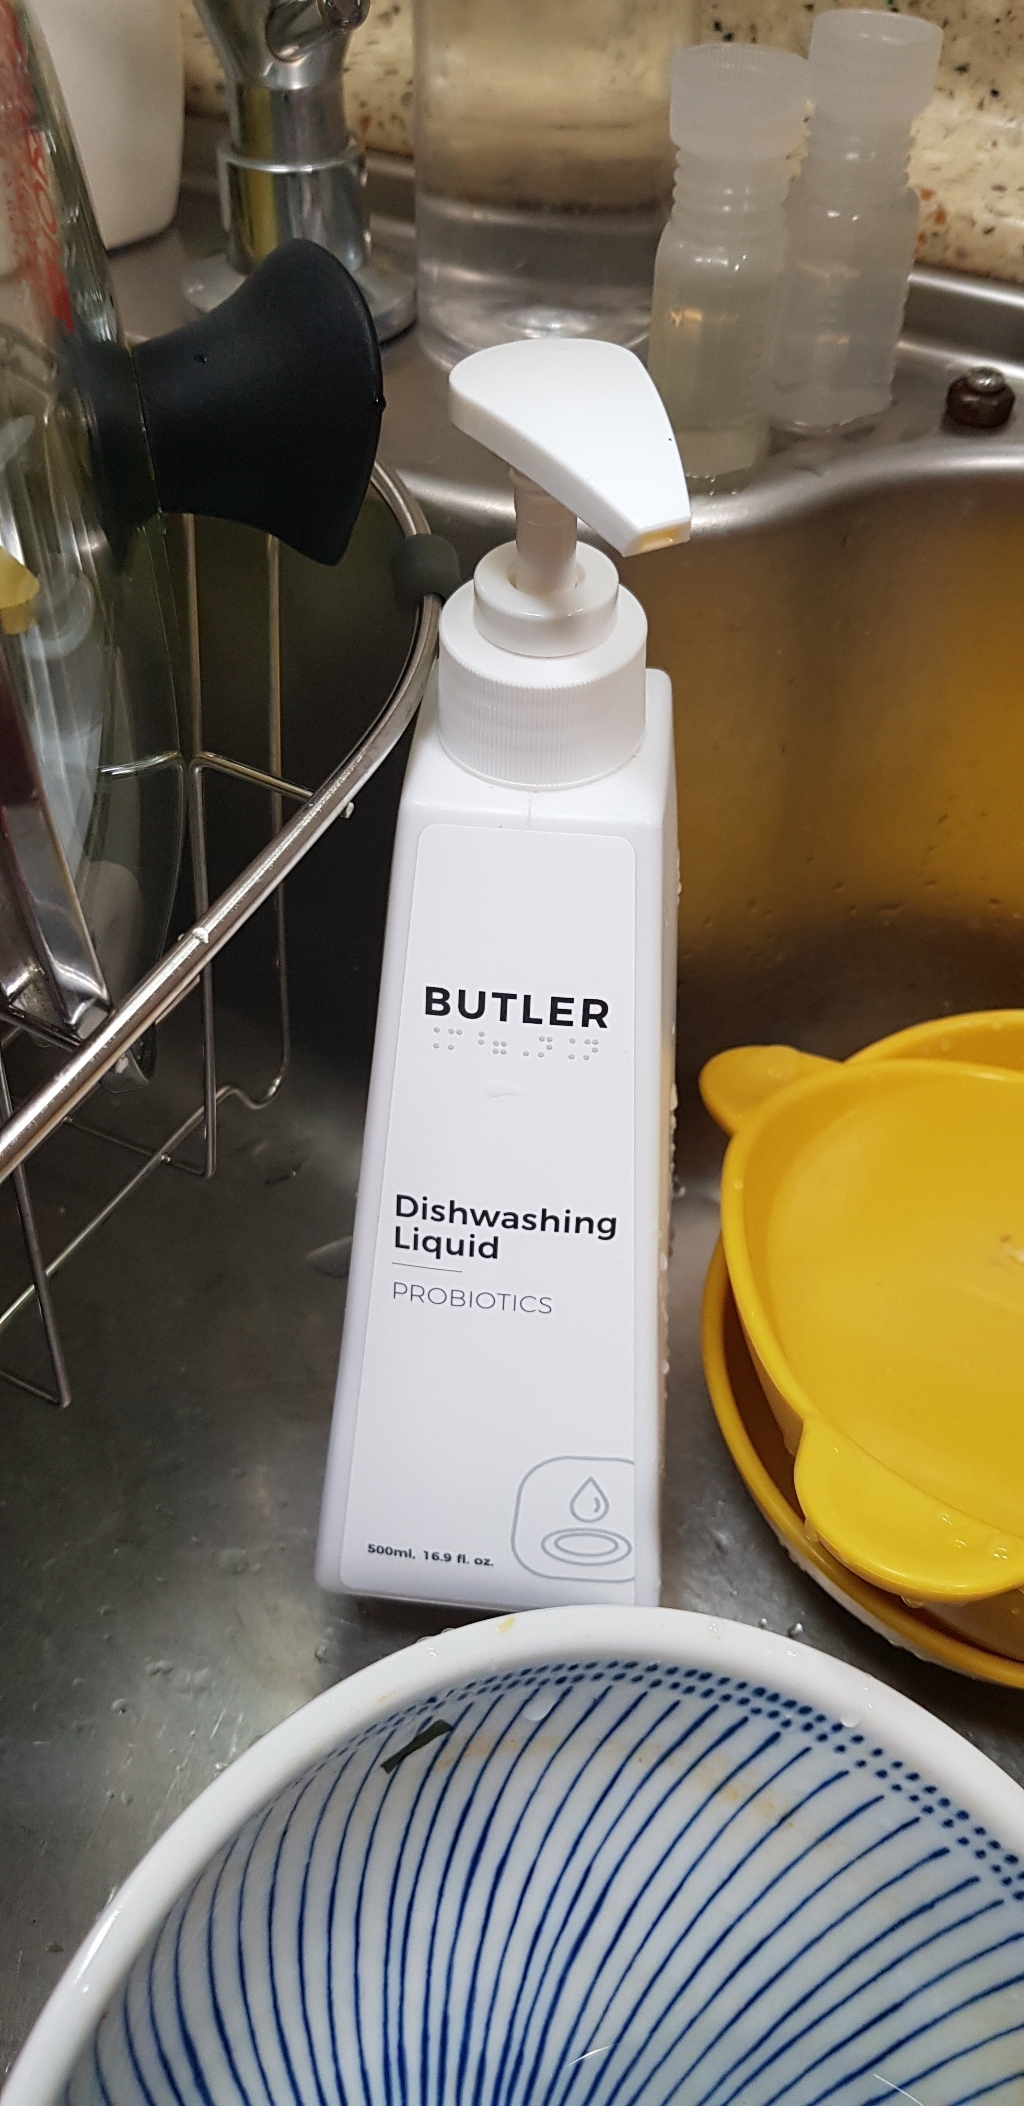 BUTLER
Dishwashing
Liquid
PROBIOTICS
500ml, 16.9 fl. oz.